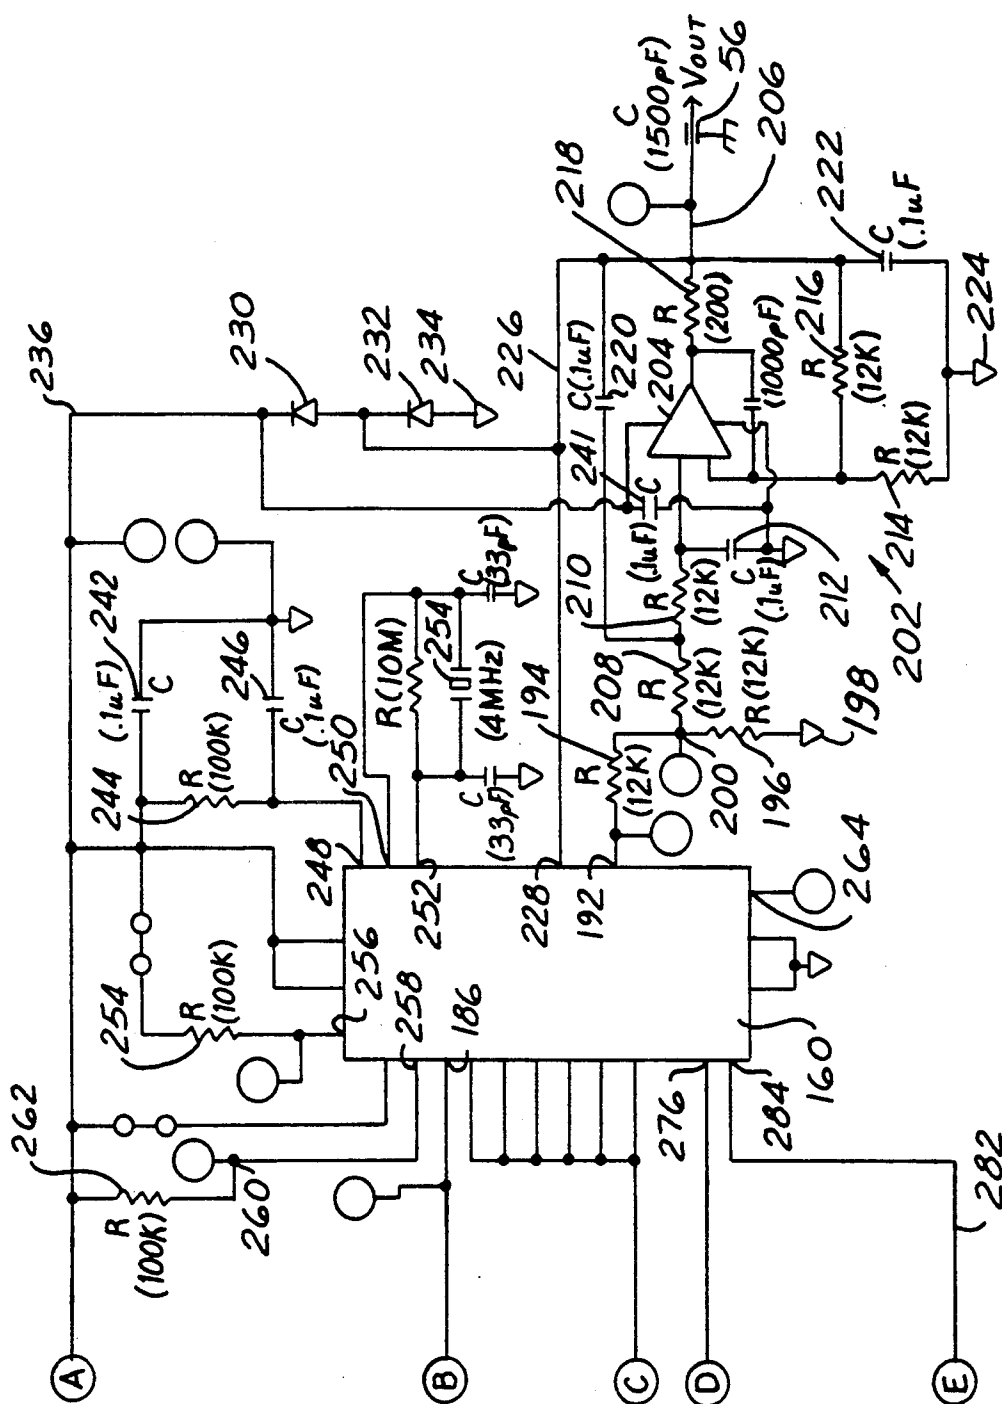 236
230
232
234
226
C(.1uF)
220
204
241
C
(.1uF)
218
R
(200)
C
(1500pF)
VOUT
56
206
222
C
(.1uF
224
216
R
(12K)
(1000pF)
R
(12K)
214
202
212
C
(.1uF)
210
R
(12K)
208
R
(12K)
R(12K)
198
196
200
194
R
(12K)
242
(.1uF)
C
246
C
(.1uF)
244
R
(100K)
250
248
R(10M)
254
(4MHz)
C
(33pF)
C
(33pF)
252
228
192
264
254
R
(100K)
256
258
186
160
276
284
282
262
R
(100K)
260
A
B
C
D
E